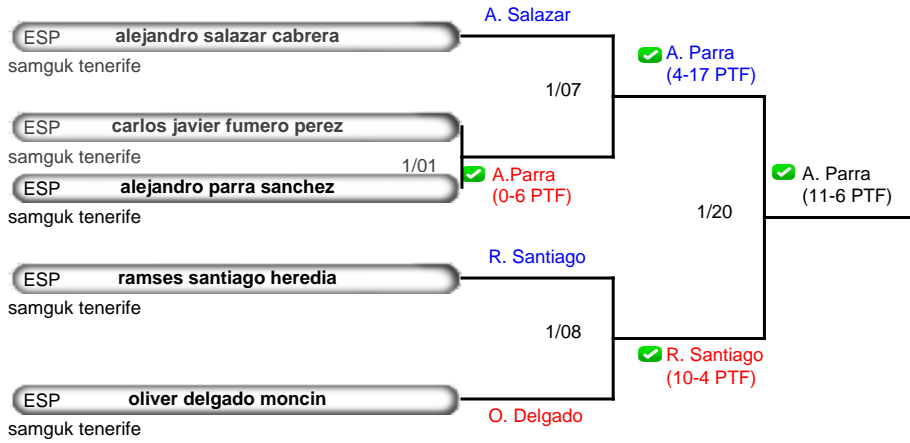 A. Salazar
ESP alejandro salazar cabrera
samguk tenerife
A. Parra
(4-17 PTF)
1/07
ESP carlos javier fumero perez
samguk tenerife
1/01
A.Parra
(0-6 PTF)
ESP alejandro parra sanchez
samguk tenerife
A. Parra
(11-6 PTF)
1/20
R. Santiago
ESP ramses santiago heredia
samguk tenerife
1/08
R. Santiago
(10-4 PTF)
ESP oliver delgado moncin
O. Delgado
samguk tenerife